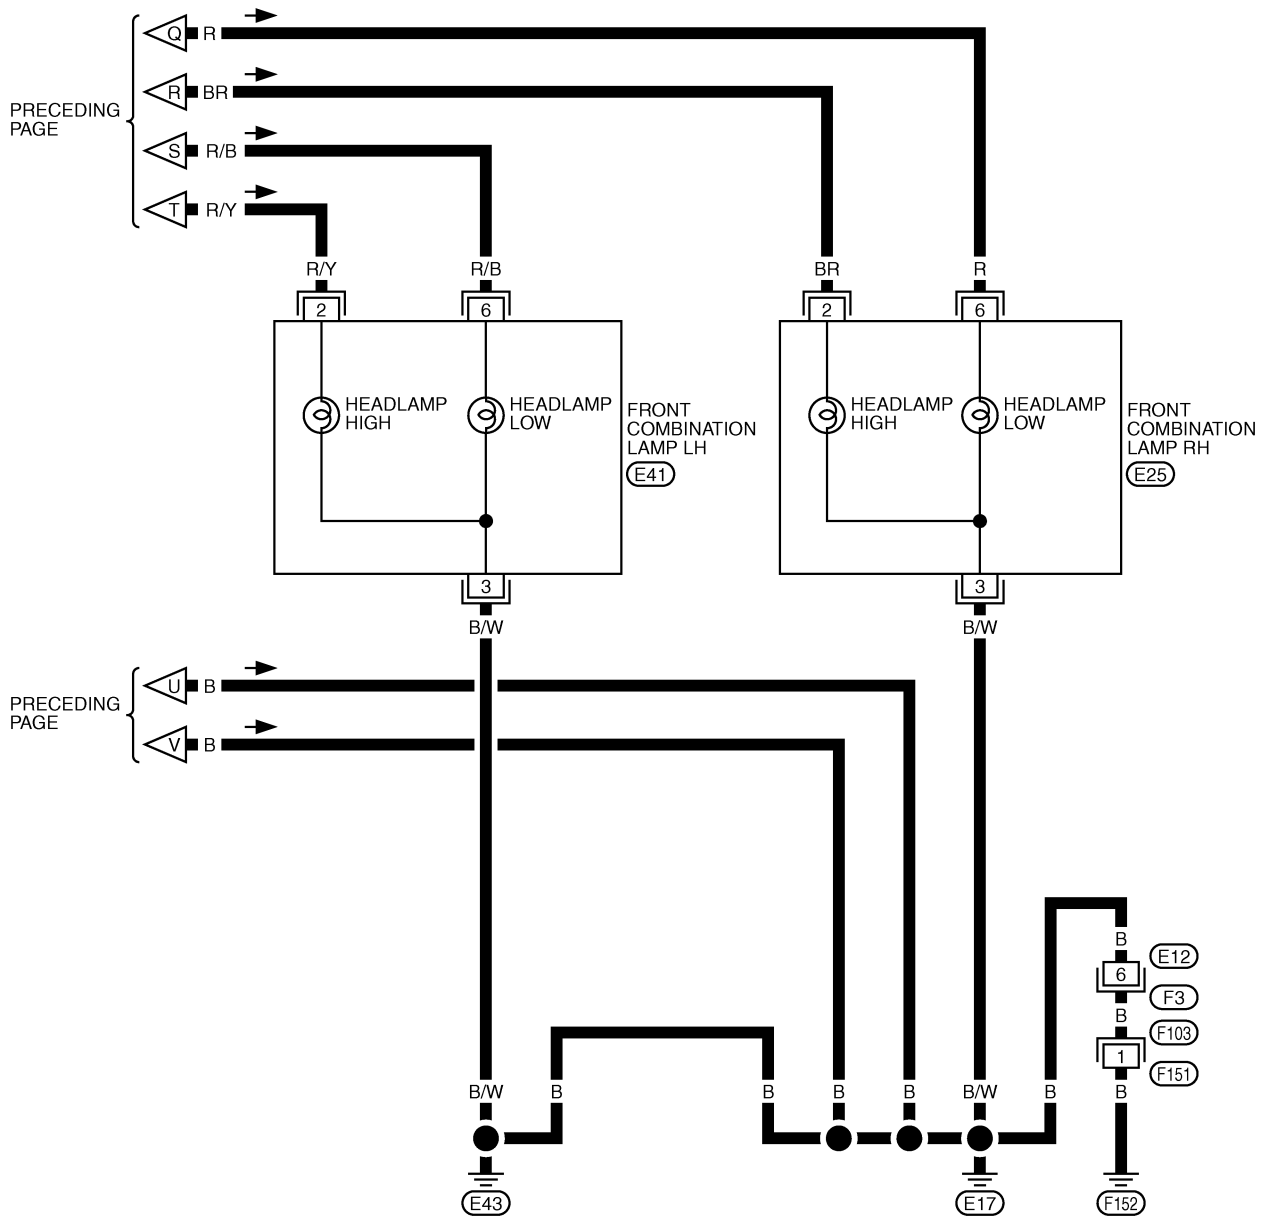 Q R
R BR
PRECEDING
PAGE
S R/B
T R/Y
R/Y R/B BR R
2 6 2 6
HEADLAMP
HIGH
HEADLAMP
LOW
FRONT
COMBINATION
LAMP LH
E41
HEADLAMP
HIGH
HEADLAMP
LOW
FRONT
COMBINATION
LAMP RH
E25
3 3
B/W B/W
U B
PRECEDING
PAGE
V B
B
E12
6
F3
B
F103
1
F151
B/W B B B B B/W B B
E43 E17 F152